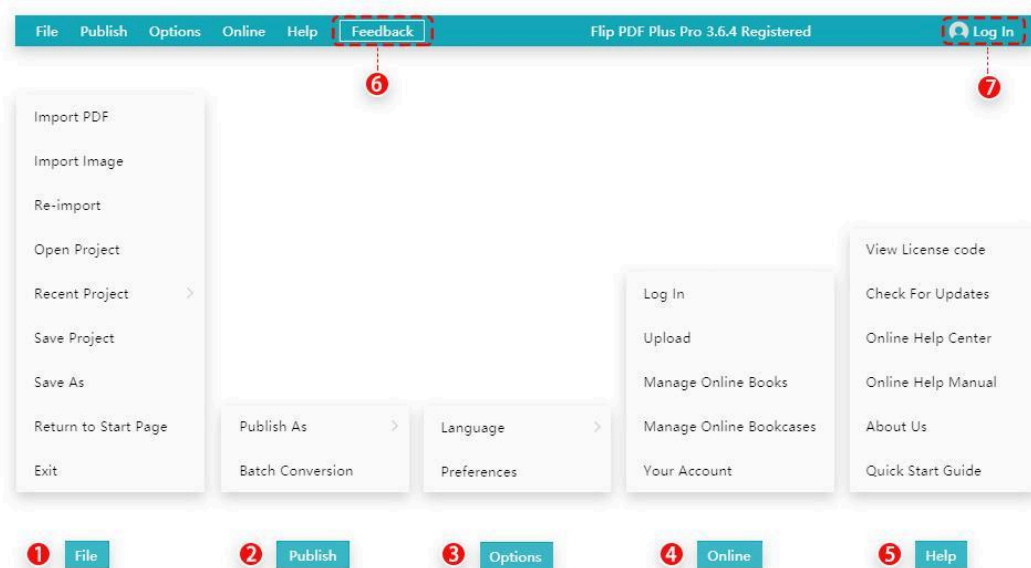 File Publish Options Online Help Feedback Flip PDF Plus Pro 3.6.4 Registered Log In
6
7
Import PDF
Import Image
Re-import
Open Project
Recent Project
Save Project
Save As
Return to Start Page
Exit
Publish As
Batch Conversion
Language
Preferences
Log In
Upload
Manage Online Books
Manage Online Bookcases
Your Account
View License code
Check For Updates
Online Help Center
Online Help Manual
About Us
Quick Start Guide
1 File
2 Publish
3 Options
4 Online
5 Help